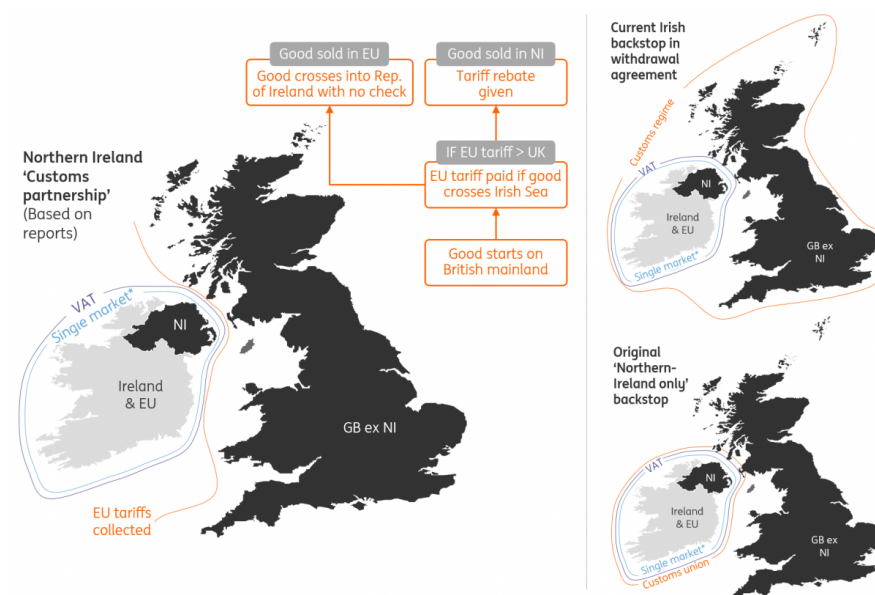 Good sold in EU
Good crosses into Rep.
of Ireland with no check
Good sold in NI
Tariff rebate
given
IF EU tariff > UK
EU tariff paid if good
crosses Irish Sea
Good starts on
British mainland
Northern Ireland
‘Customs
partnership’
(Based on
reports)
VAT
Single market*
NI
Ireland
& EU
GB ex NI
EU tariffs
collected
Current Irish
backstop in
withdrawal
agreement
Customs regime
VAT
NI
Ireland
& EU
Single market*
GB ex
NI
Original
‘Northern-
Ireland only’
backstop
VAT
NI
Ireland
& EU
Single market*
Customs union
GB ex
NI